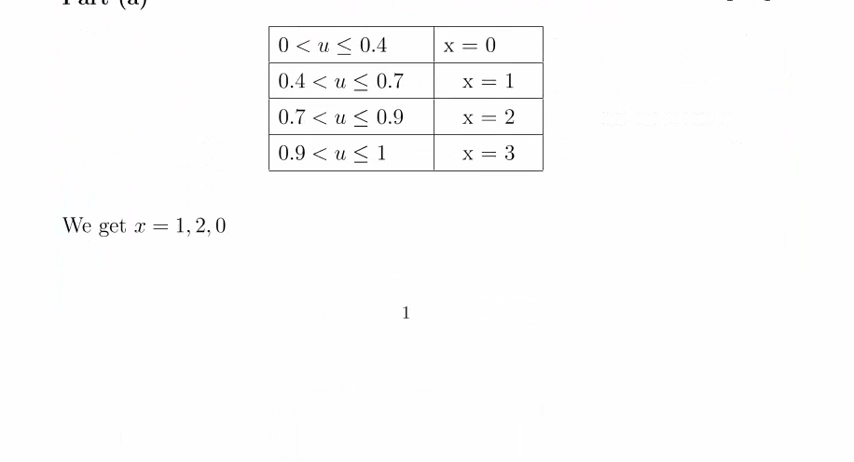 Part (a)
0 < u ≤ 0.4 x = 0
0.4 < u ≤ 0.7 x = 1
0.7 < u ≤ 0.9 x = 2
0.9 < u ≤ 1 x = 3
We get x = 1, 2, 0
1